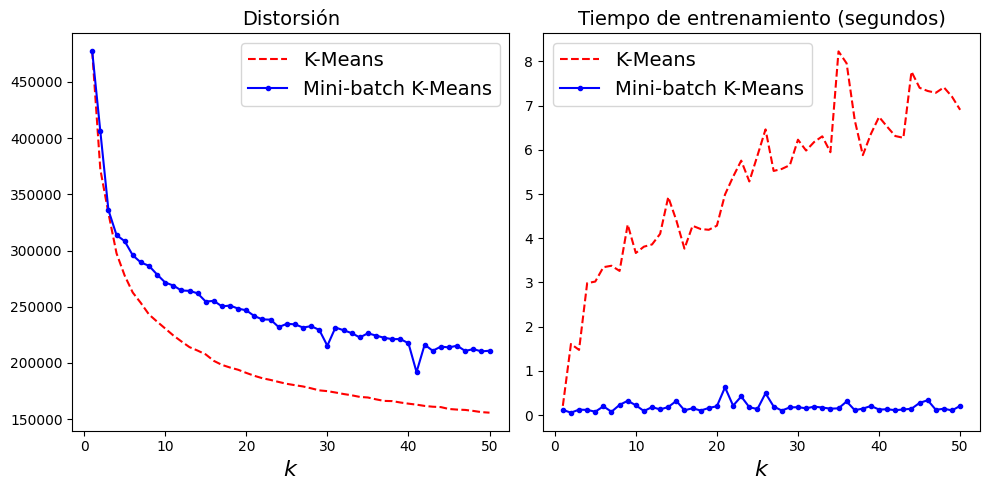 Distorsión
K-Means
Mini-batch K-Means
450000
400000
350000
300000
250000
200000
150000
0 10 20 30 40 50
k
Tiempo de entrenamiento (segundos)
K-Means
Mini-batch K-Means
8
7
6
5
4
3
2
1
0
0 10 20 30 40 50
k